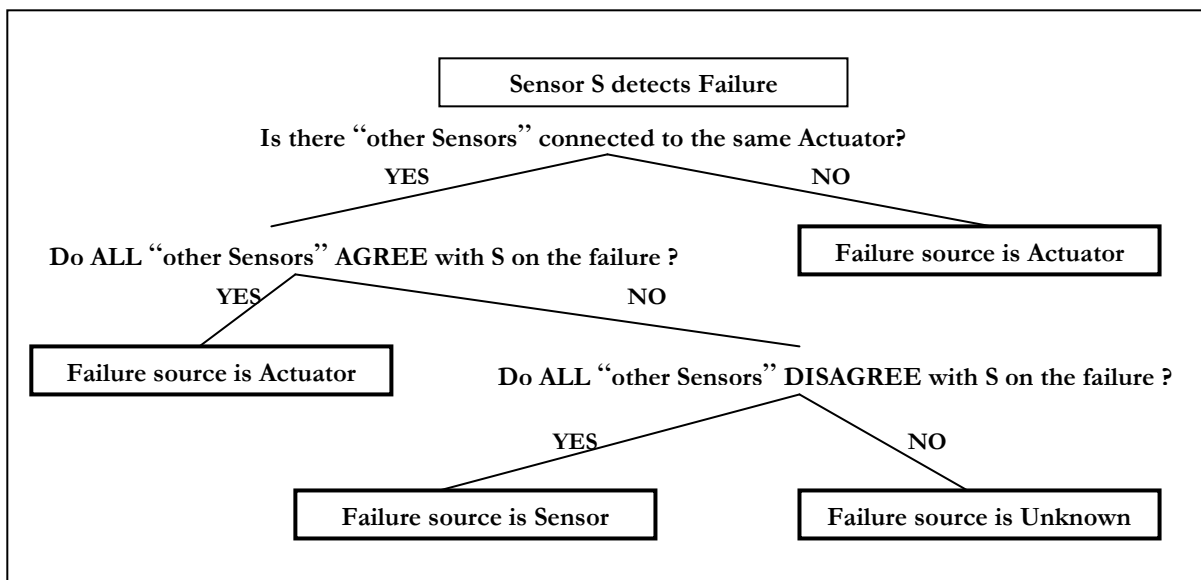 Sensor S detects Failure
Is there “other Sensors” connected to the same Actuator?
YES
NO
Do ALL “other Sensors” AGREE with S on the failure ?
Failure source is Actuator
YES
NO
Failure source is Actuator
Do ALL “other Sensors” DISAGREE with S on the failure ?
YES
NO
Failure source is Sensor
Failure source is Unknown